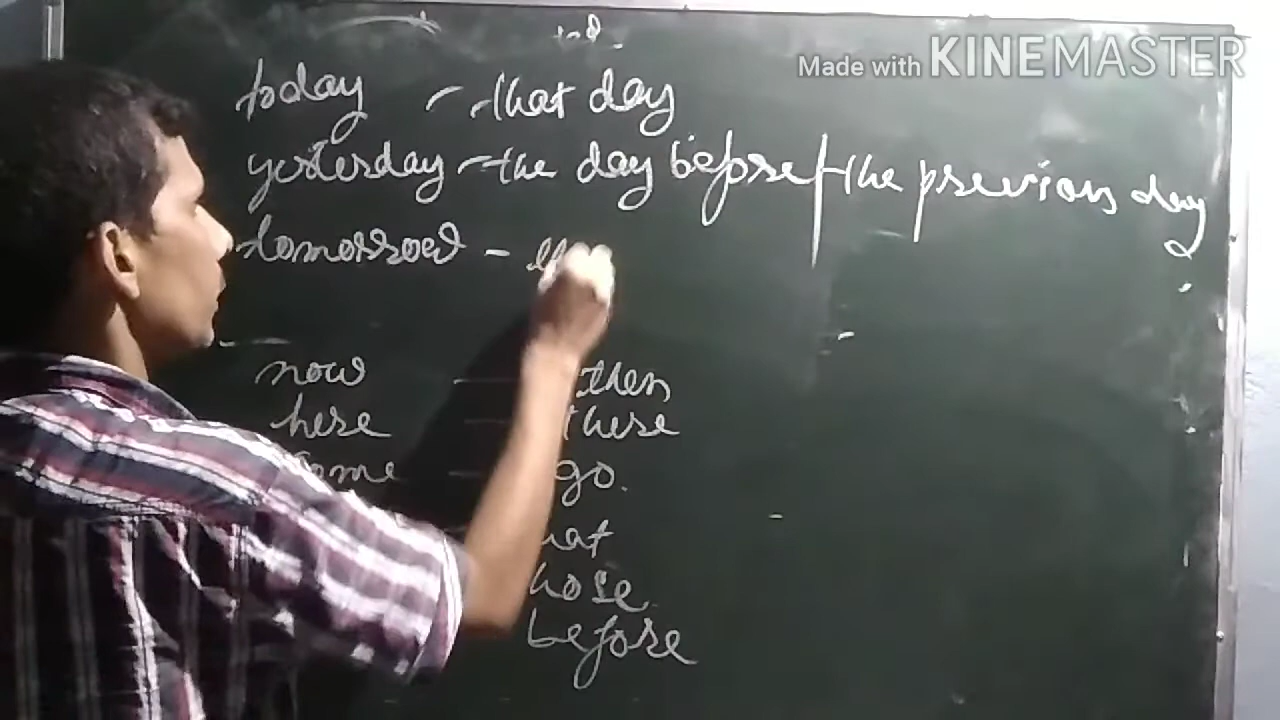 Made with KINEMASTER
today - that day
yesterday - the day before / the previous day
tomorrow -
now - then
here - there
come - go.
before